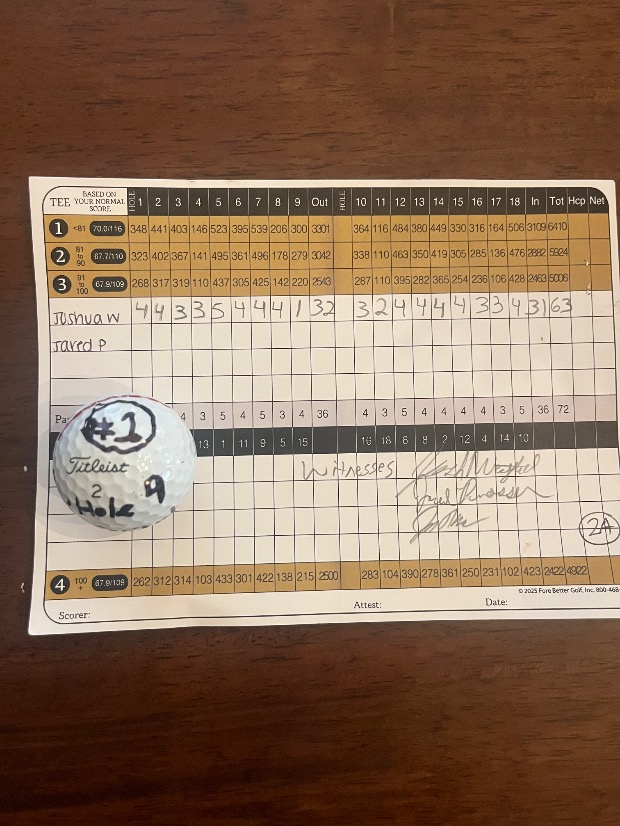 TEE BASED ON YOUR NORMAL SCORE HOLE 1 2 3 4 5 6 7 8 9 Out HOLE 10 11 12 13 14 15 16 17 18 In Tot Hcp Net
1 <81 70.0/116 348 441 403 146 523 395 539 206 300 3301 364 116 484 380 449 330 316 164 506 3109 6410
2 81 to 90 67.7/110 323 402 367 141 495 361 496 178 279 3042 338 110 463 350 419 305 285 136 476 2882 5924
3 91 to 100 67.9/109 268 317 319 110 437 305 425 142 220 2543 287 110 395 282 365 254 236 106 428 2463 5006
Joshua W 4 4 3 3 5 4 4 4 1 32 3 2 4 4 4 4 3 3 4 31 63
Jared P
Pa 4 3 5 4 5 3 4 36 4 3 5 4 4 4 4 3 5 36 72
13 1 11 9 5 15 16 18 6 8 2 12 4 14 10
#1
Titleist
2
Hole 9
Witnesses
2A
4 100 + 67.9/109 262 312 314 103 433 301 422 138 215 2500 283 104 390 278 361 250 231 102 423 2422 4922
© 2025 Fore Better Golf, Inc. 800-468-
Scorer: Attest: Date: